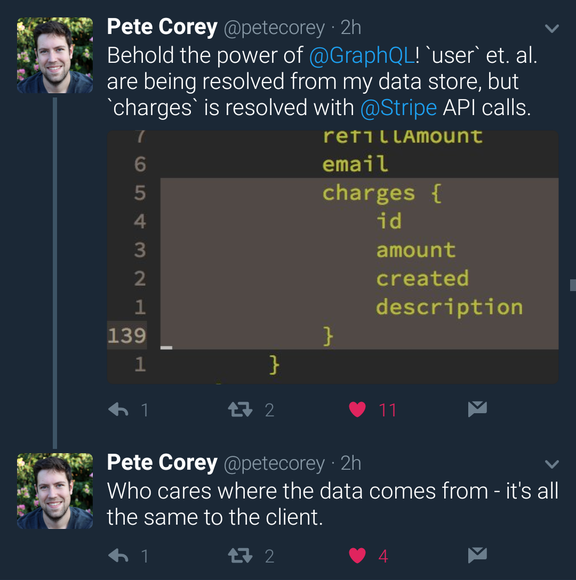 Pete Corey @petecorey · 2h
Behold the power of @GraphQL! `user` et. al.
are being resolved from my data store, but
`charges` is resolved with @Stripe API calls.
7 refillAmount
6 email
5 charges {
4 id
3 amount
2 created
1 description
139 }
1 }
1 2 11
Pete Corey @petecorey · 2h
Who cares where the data comes from - it's all
the same to the client.
1 2 4